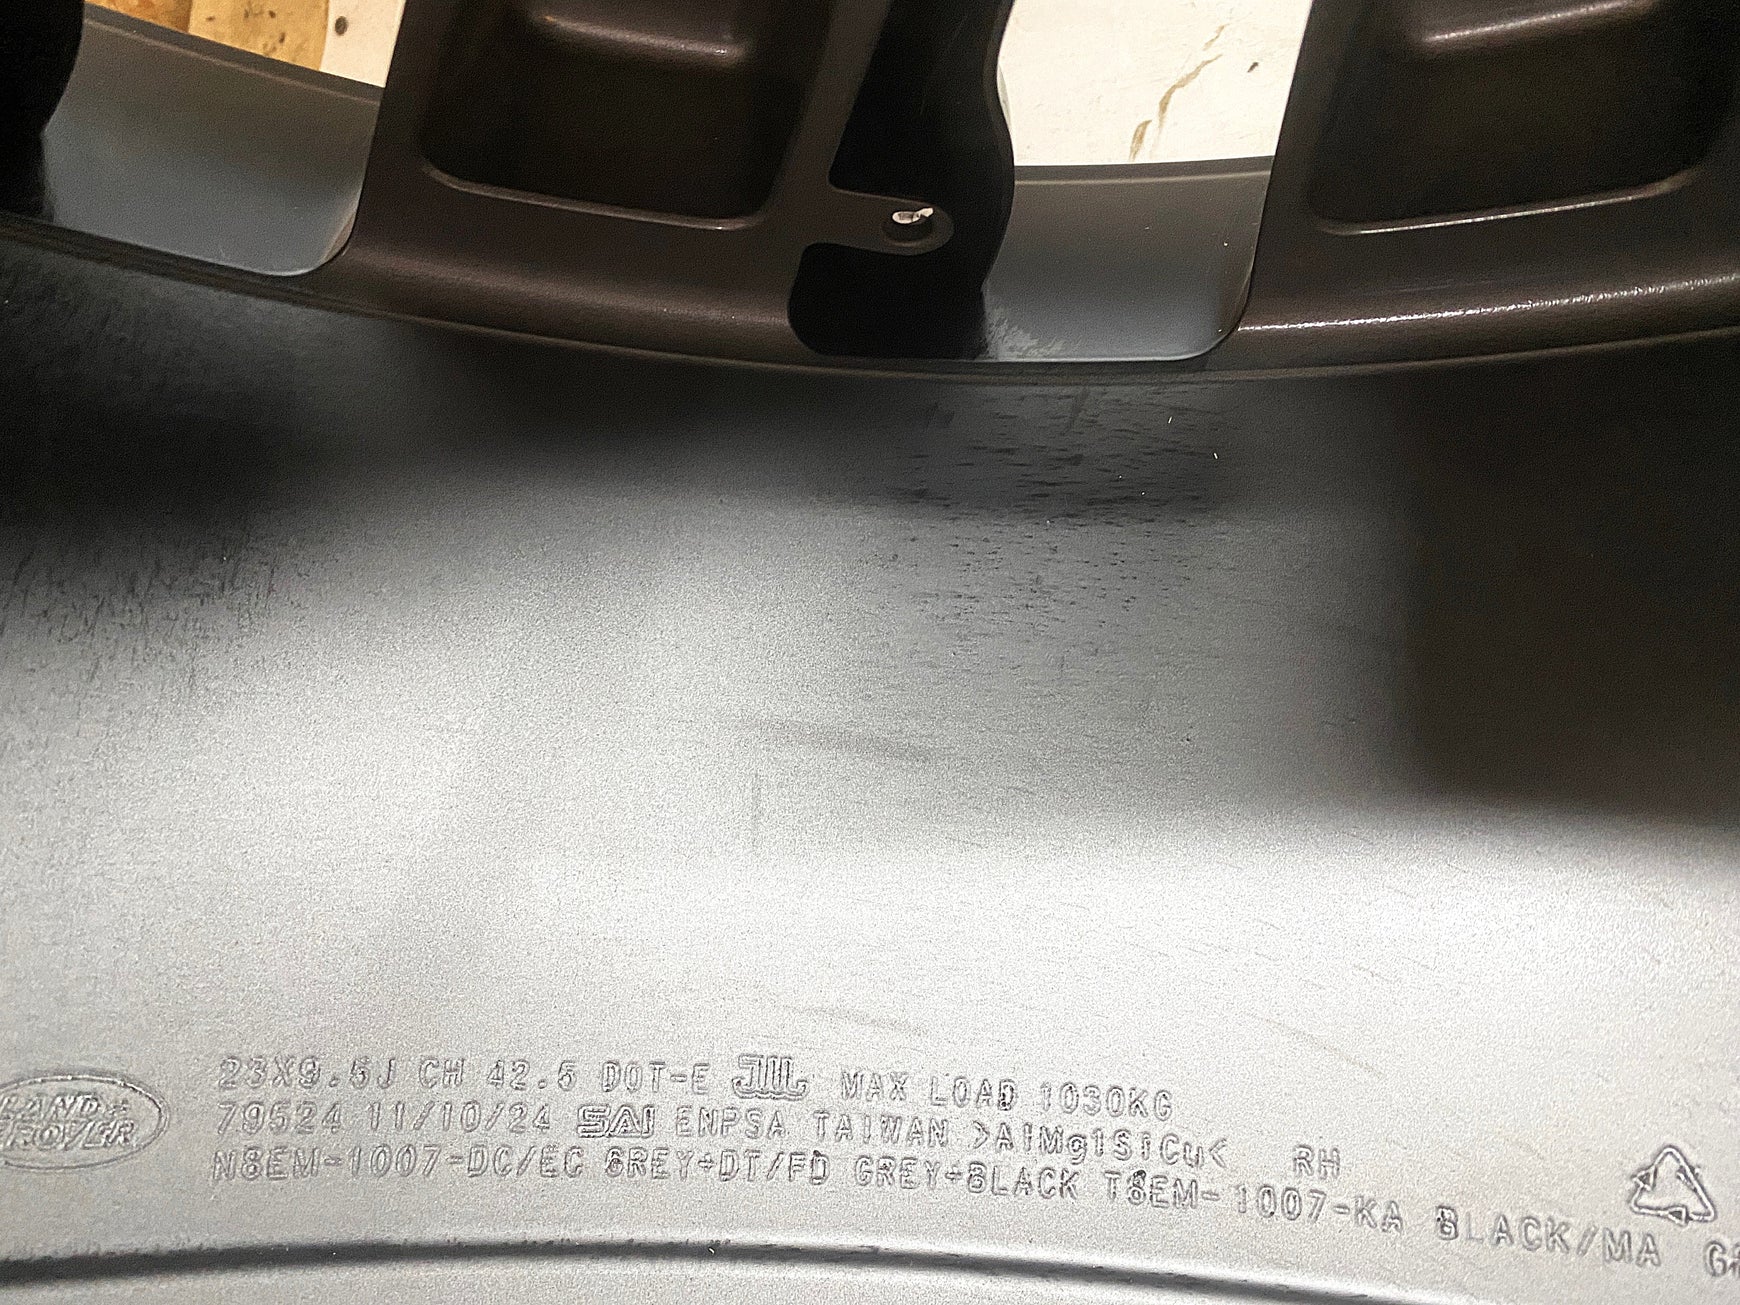 LAND ROVER
23X9.5J CH 42.5 DOT-E JWL MAX LOAD 1030KG
79524 11/10/24 SAI ENPSA TAIWAN >AlMg1SiCu< RH
N8EM-1007-DC/EC GREY+DT/FD GREY+BLACK T8EM-1007-KA BLACK/MA